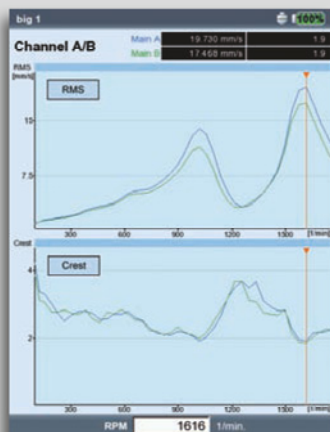 big 1 100%
Channel A/B
Main A 19.730 mm/s 1.9
Main B 17.468 mm/s 1.9
RMS
[mm/s]
RMS
15
7.5
300 600 900 1200 1500 [1/min]
Crest
Crest
4
2
300 600 900 1200 1500 [1/min]
RPM 1616 1/min.